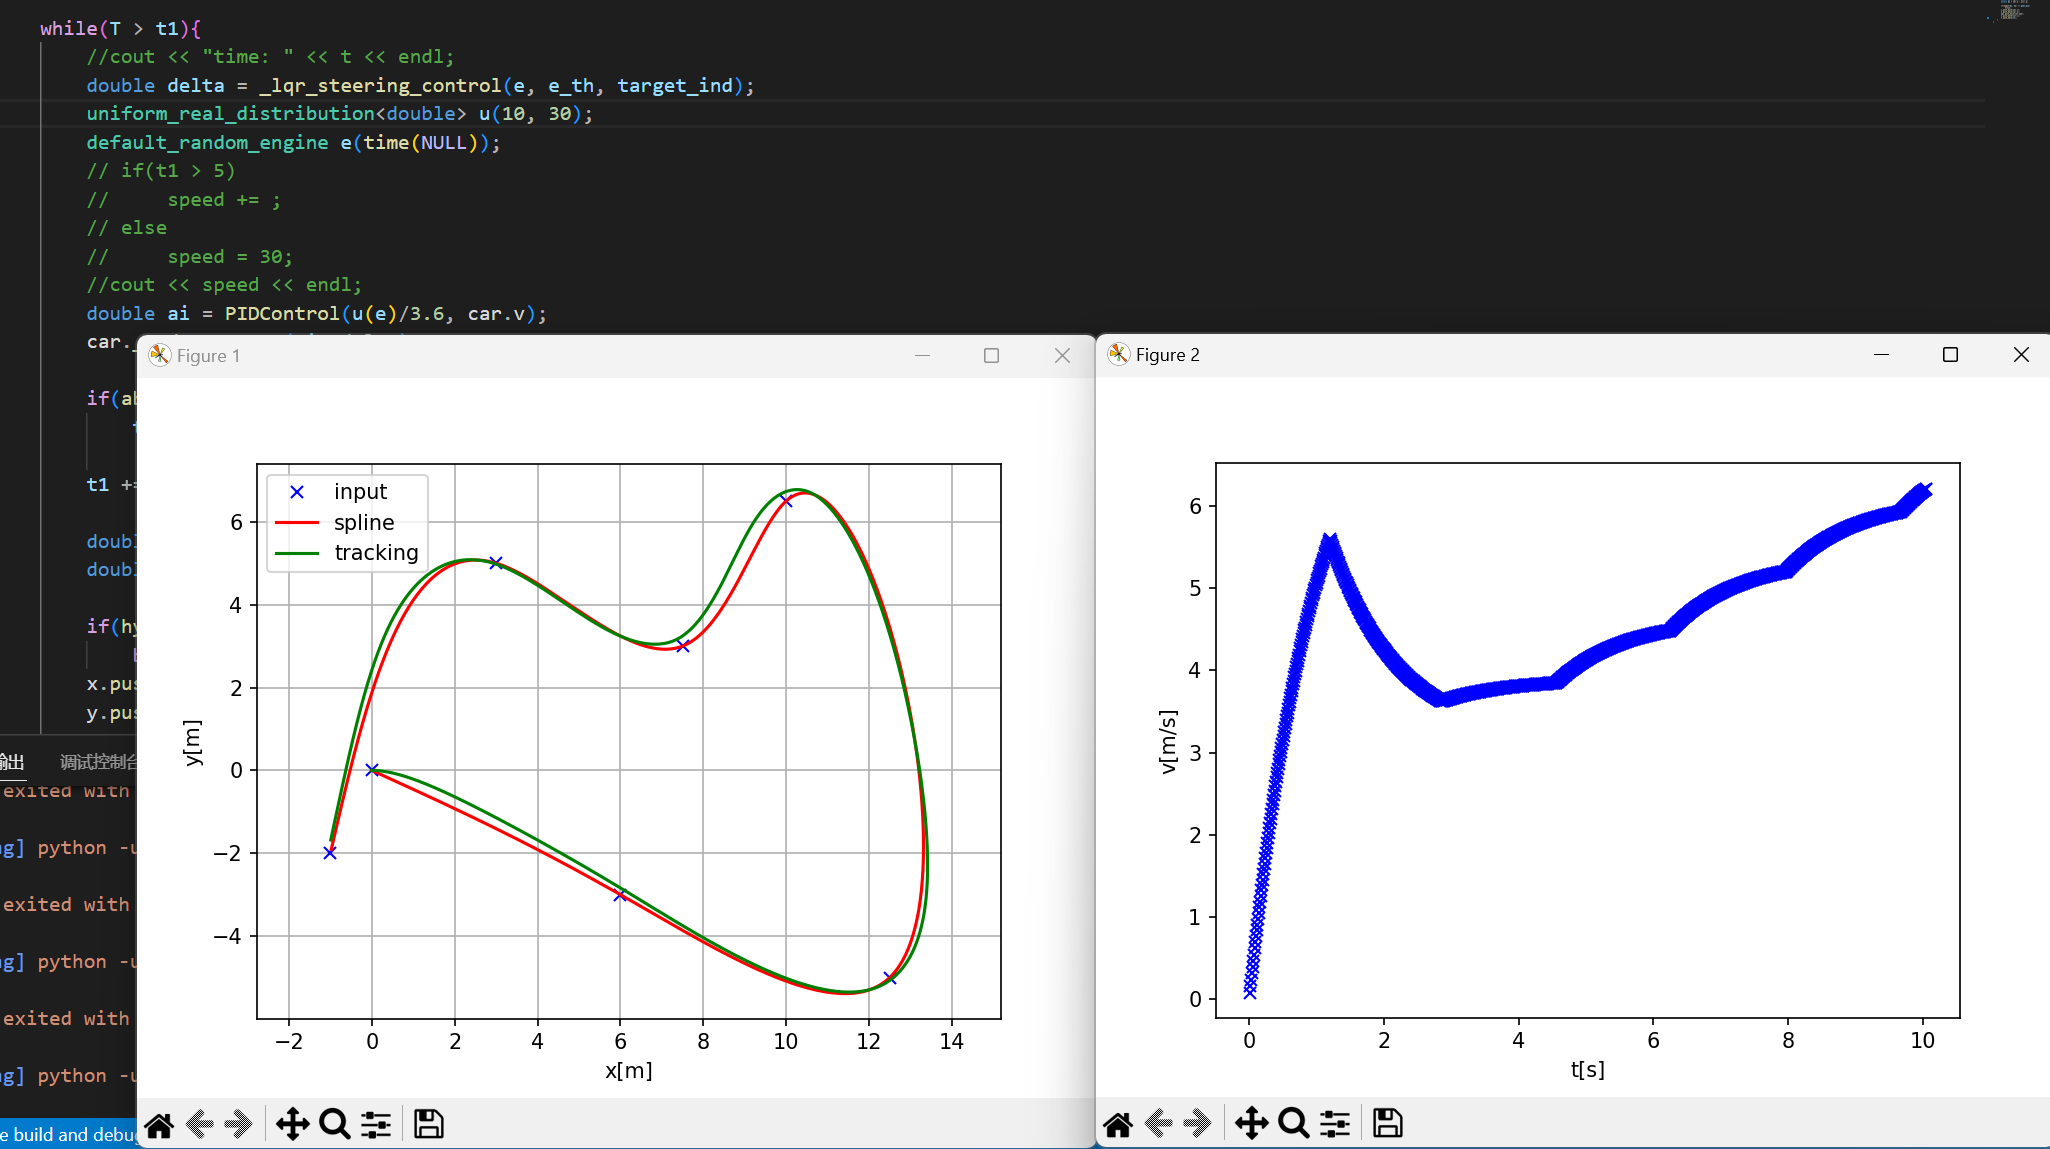 while(T > t1){
//cout << "time: " << t << endl;
double delta = _lqr_steering_control(e, e_th, target_ind);
uniform_real_distribution<double> u(10, 30);
default_random_engine e(time(NULL));
// if(t1 > 5)
//     speed += ;
// else
//     speed = 30;
//cout << speed << endl;
double ai = PIDControl(u(e)/3.6, car.v);
car._
if(ab
t1 +=
doubl
doubl
if(hy
x.pus
y.pus
输出 调试控制台
exited with
ng] python -u
exited with
ng] python -u
exited with
ng] python -u
e build and debug
Figure 1
input
spline
tracking
y[m]
6
4
2
0
−2
−4
−2 0 2 4 6 8 10 12 14
x[m]
Figure 2
v[m/s]
6
5
4
3
2
1
0
0 2 4 6 8 10
t[s]